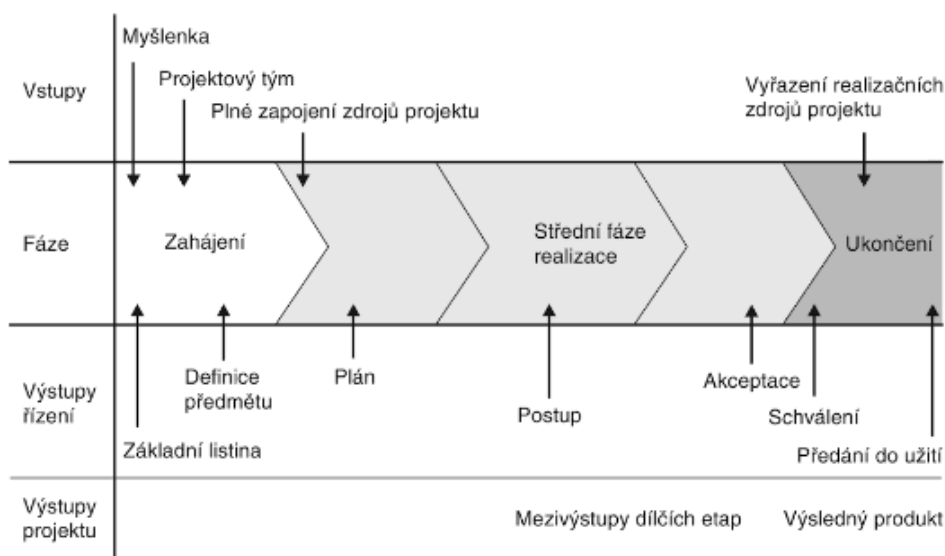 Myšlenka
Projektový tým
Vstupy
Plné zapojení zdrojů projektu
Vyřazení realizačních
zdrojů projektu
Fáze
Zahájení
Střední fáze
realizace
Ukončení
Výstupy
řízení
Definice
předmětu
Plán
Akceptace
Postup
Schválení
Základní listina
Předání do užití
Výstupy
projektu
Mezivýstupy dílčích etap
Výsledný produkt